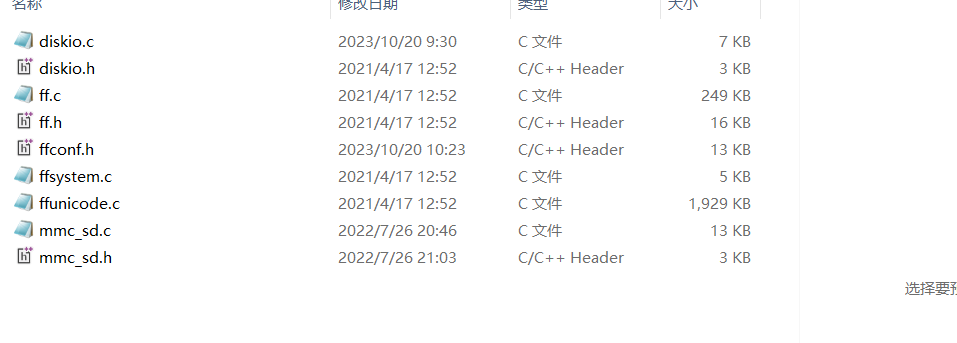 名称 修改日期 类型 大小
diskio.c 2023/10/20 9:30 C 文件 7 KB
diskio.h 2021/4/17 12:52 C/C++ Header 3 KB
ff.c 2021/4/17 12:52 C 文件 249 KB
ff.h 2021/4/17 12:52 C/C++ Header 16 KB
ffconf.h 2023/10/20 10:23 C/C++ Header 13 KB
ffsystem.c 2021/4/17 12:52 C 文件 5 KB
ffunicode.c 2021/4/17 12:52 C 文件 1,929 KB
mmc_sd.c 2022/7/26 20:46 C 文件 13 KB
mmc_sd.h 2022/7/26 21:03 C/C++ Header 3 KB
选择要预